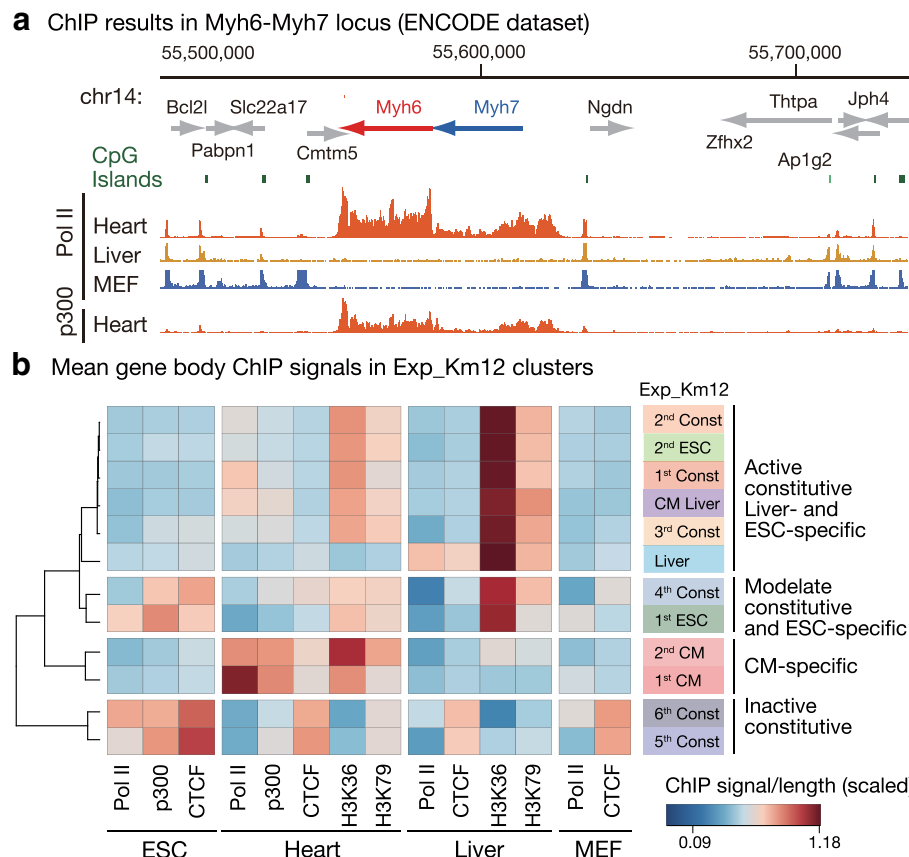 a ChIP results in Myh6-Myh7 locus (ENCODE dataset)
55,500,000 55,600,000 55,700,000
chr14:
Bcl2l Slc22a17 Myh6 Myh7 Ngdn Thtpa Jph4
Pabpn1 Cmtm5 Zfhx2 Ap1g2
CpG
Islands
Pol II
Heart
Liver
MEF
p300
Heart
b Mean gene body ChIP signals in Exp_Km12 clusters
Exp_Km12
2nd Const
2nd ESC
1st Const
CM Liver
3rd Const
Liver
Active
constitutive
Liver- and
ESC-specific
4th Const
1st ESC
Modelate
constitutive
and ESC-specific
2nd CM
1st CM
CM-specific
6th Const
5th Const
Inactive
constitutive
Pol II p300 CTCF Pol II p300 CTCF H3K36 H3K79 Pol II CTCF H3K36 H3K79 Pol II CTCF
ESC Heart Liver MEF
ChIP signal/length (scaled)
0.09 1.18